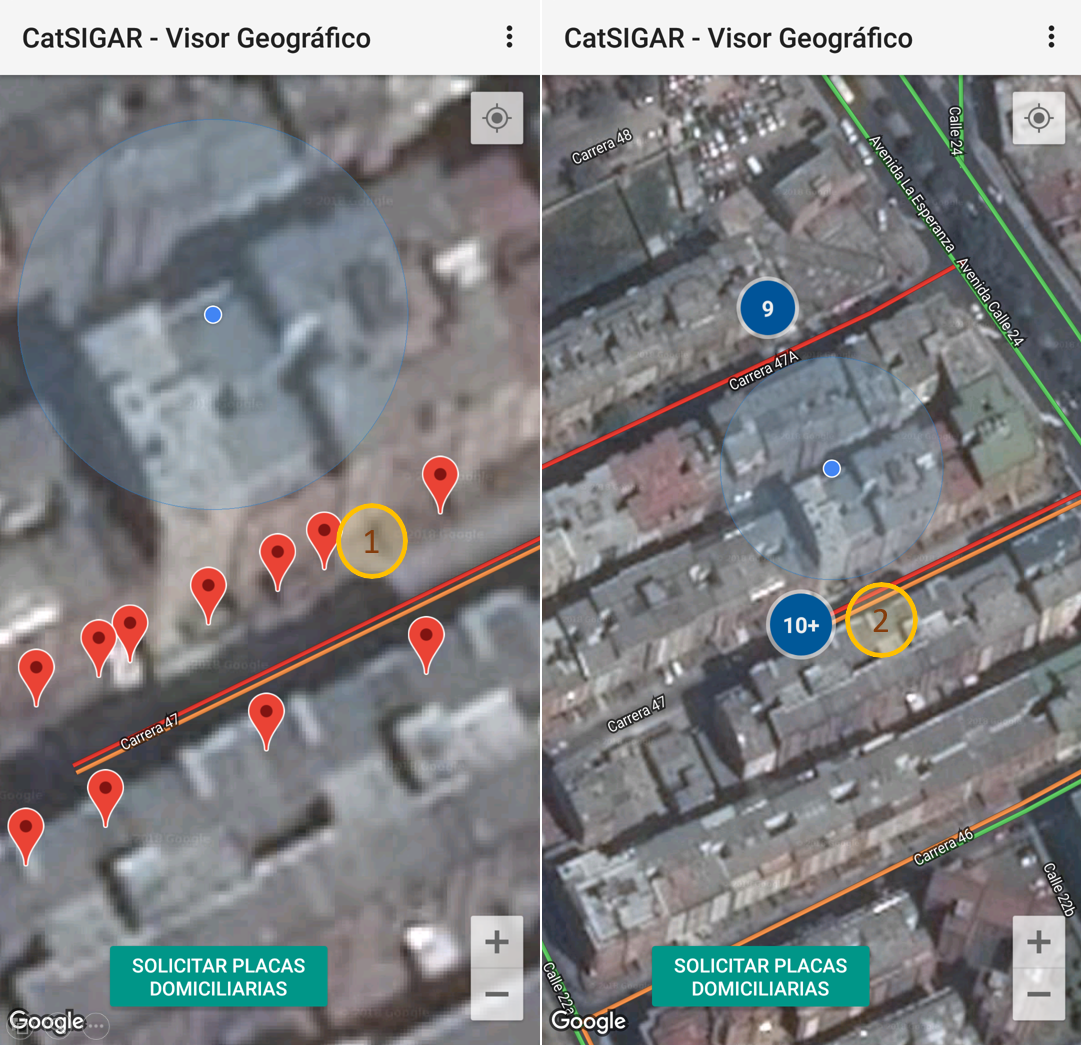 CatSIGAR - Visor Geográfico
1
Carrera 47
SOLICITAR PLACAS
DOMICILIARIAS
+
−
Google
CatSIGAR - Visor Geográfico
Calle 24
Carrera 48
Avenida La Esperanza
Avenida Calle 24
9
Carrera 47A
10+
2
Carrera 47
Carrera 46
Calle 22b
Calle 22a
SOLICITAR PLACAS
DOMICILIARIAS
+
−
Google